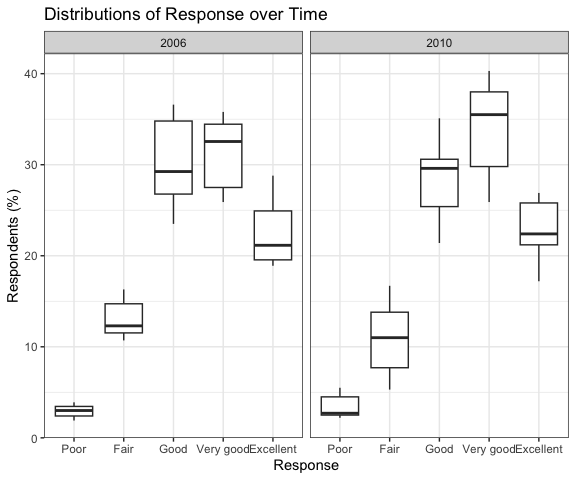 Distributions of Response over Time
2006 2010
Respondents (%)
40
30
20
10
0
Poor Fair Good Very good Excellent Poor Fair Good Very good Excellent
Response